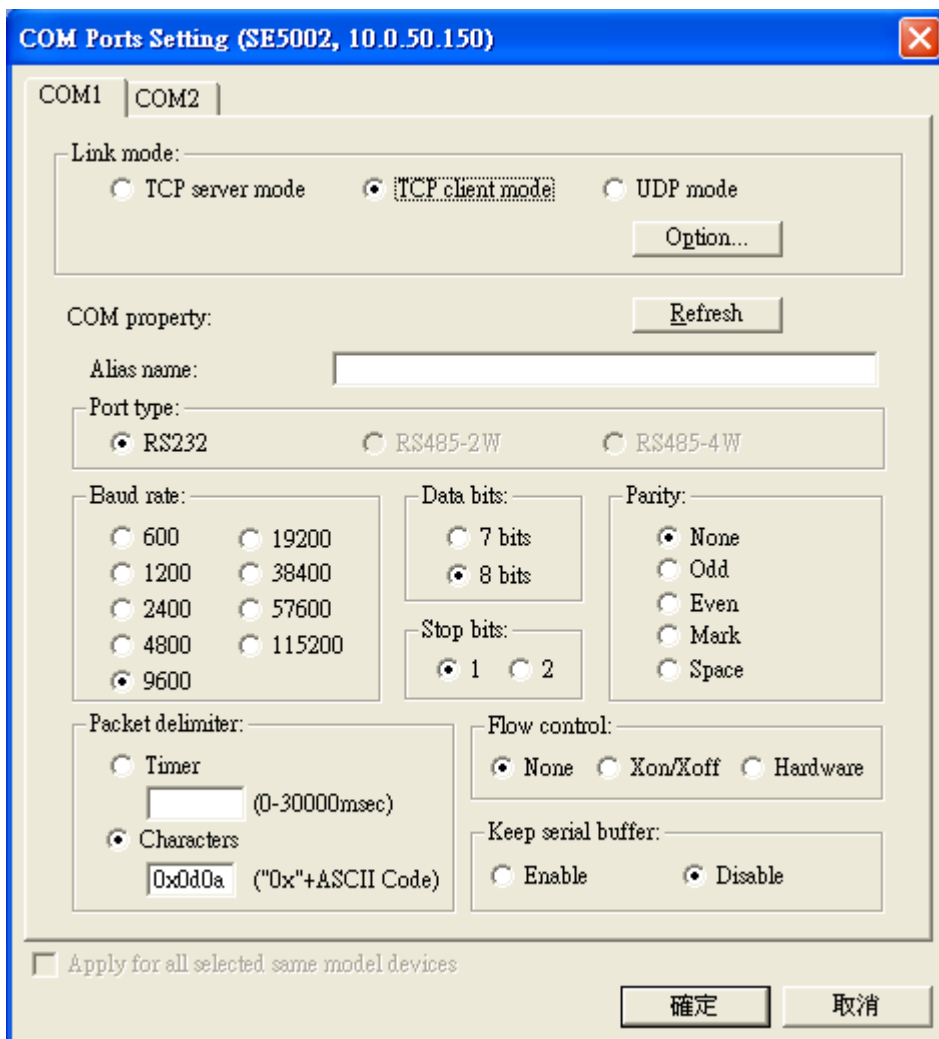 COM Ports Setting (SE5002, 10.0.50.150)
COM1 COM2
Link mode:
TCP server mode TCP client mode UDP mode
Option...
COM property: Refresh
Alias name:
Port type:
RS232 RS485-2W RS485-4W
Baud rate: Data bits: Parity:
600 19200 7 bits None
1200 38400 8 bits Odd
2400 57600 Even
4800 115200 Stop bits: Mark
9600 1 2 Space
Packet delimiter: Flow control:
Timer None Xon/Xoff Hardware
(0-30000msec)
Characters Keep serial buffer:
0x0d0a ("0x"+ASCII Code) Enable Disable
Apply for all selected same model devices
確定 取消